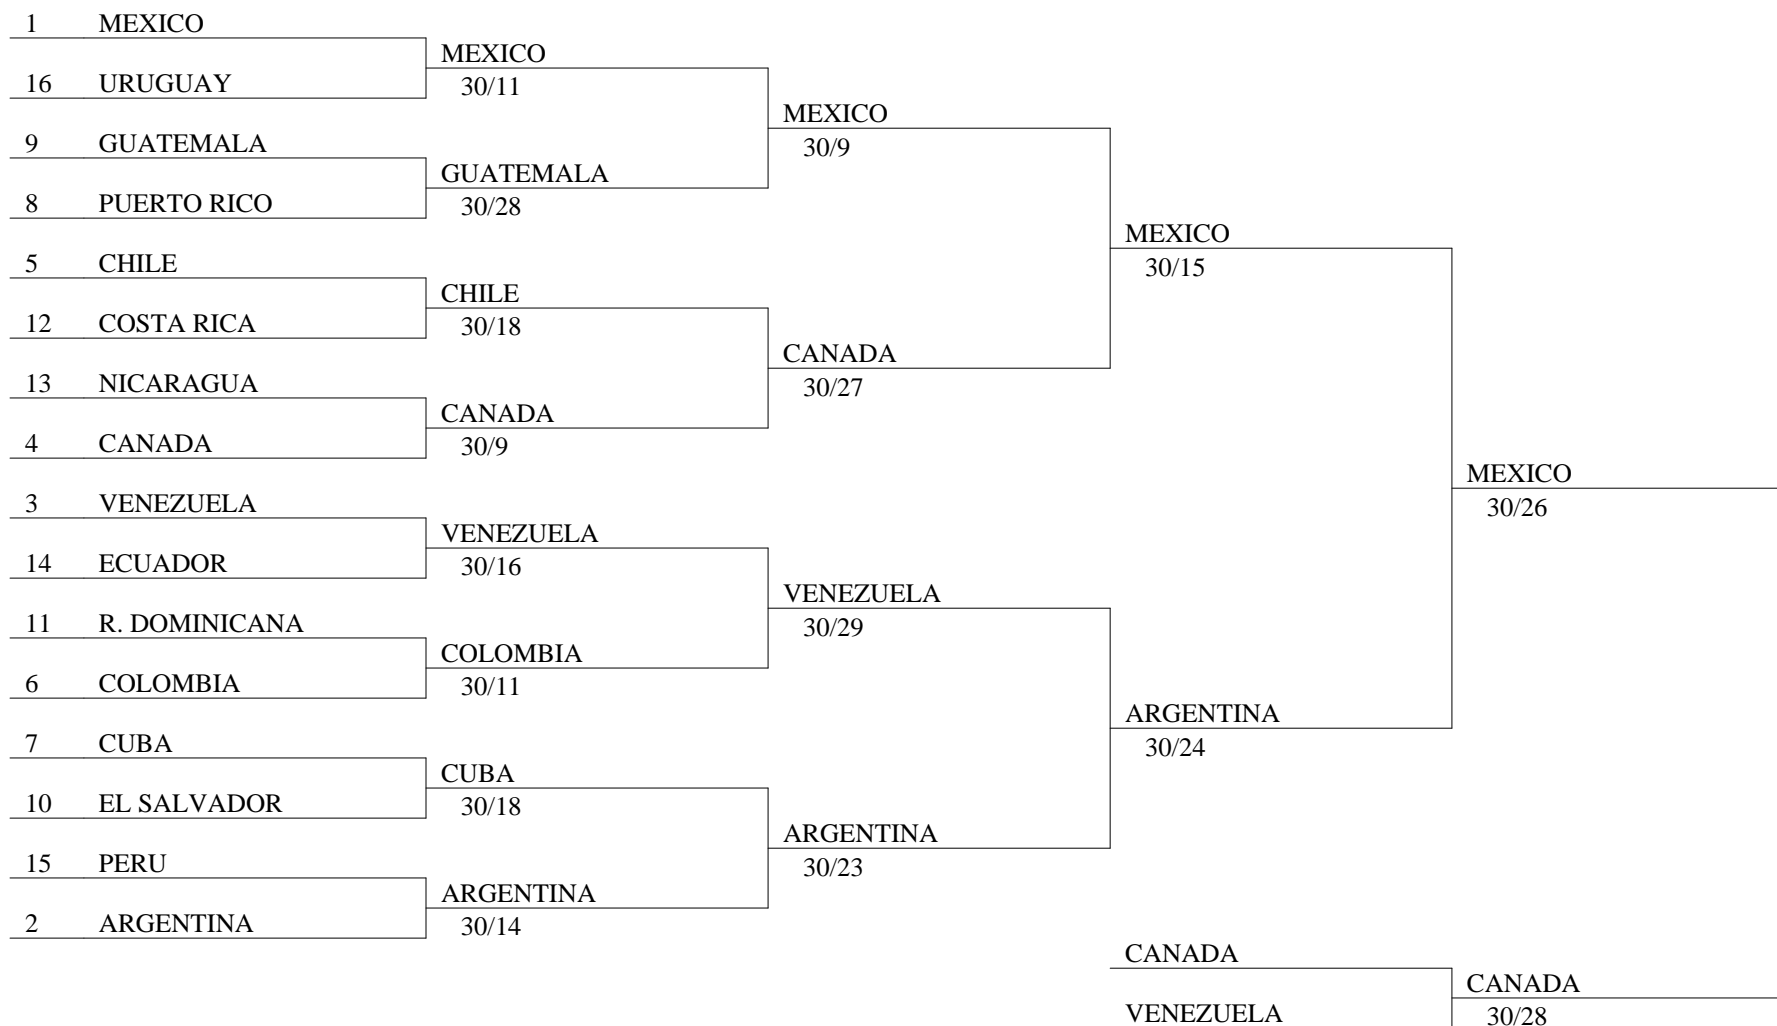 1 MEXICO
MEXICO
16 URUGUAY
30/11
MEXICO
9 GUATEMALA
30/9
GUATEMALA
8 PUERTO RICO
30/28
MEXICO
5 CHILE
30/15
CHILE
12 COSTA RICA
30/18
CANADA
13 NICARAGUA
30/27
CANADA
4 CANADA
30/9
MEXICO
3 VENEZUELA
30/26
VENEZUELA
14 ECUADOR
30/16
VENEZUELA
11 R. DOMINICANA
30/29
COLOMBIA
6 COLOMBIA
30/11
ARGENTINA
7 CUBA
30/24
CUBA
10 EL SALVADOR
30/18
ARGENTINA
15 PERU
30/23
ARGENTINA
2 ARGENTINA
30/14
CANADA
CANADA
VENEZUELA
30/28